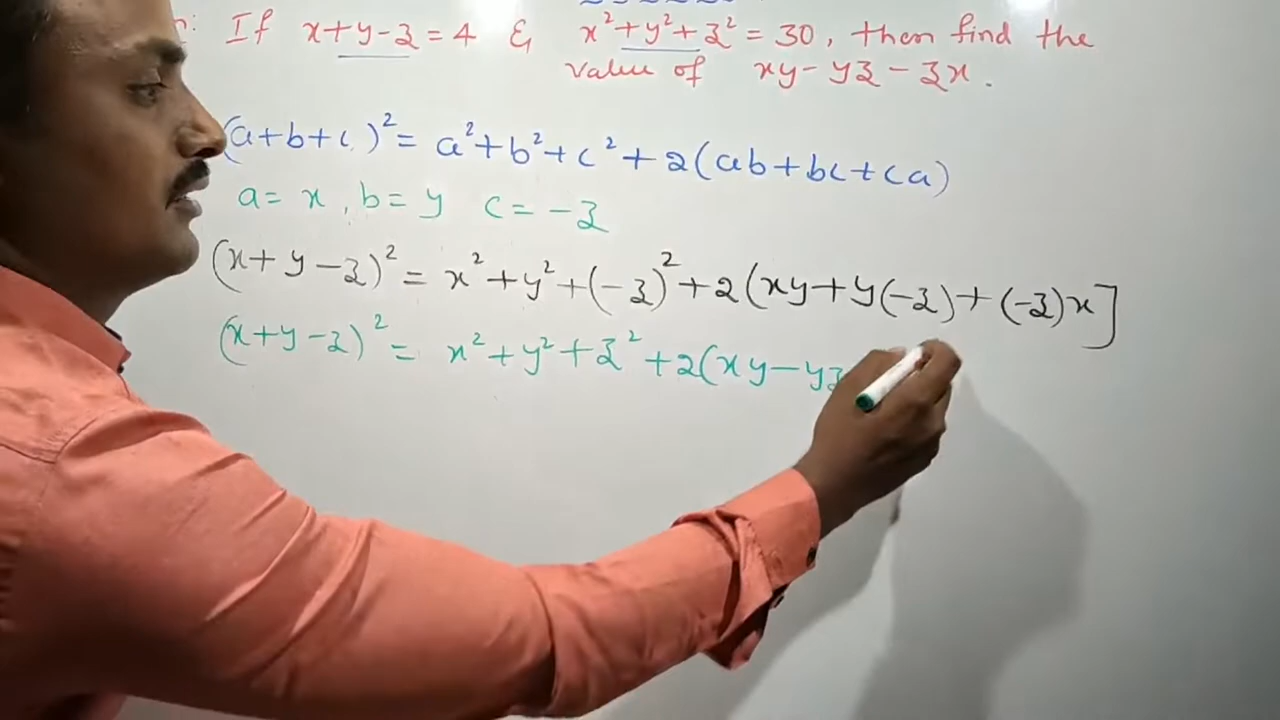 n: If x+y-z=4 & x²+y²+z²=30, then find the
value of xy-yz-zx.
(a+b+c)²= a²+b²+c²+2(ab+bc+ca)
a= x, b= y c= -z
(x+y-z)²= x²+y²+(-z)²+2(xy+y(-z)+(-z)x]
(x+y-z)²= x²+y²+z²+2(xy-yz